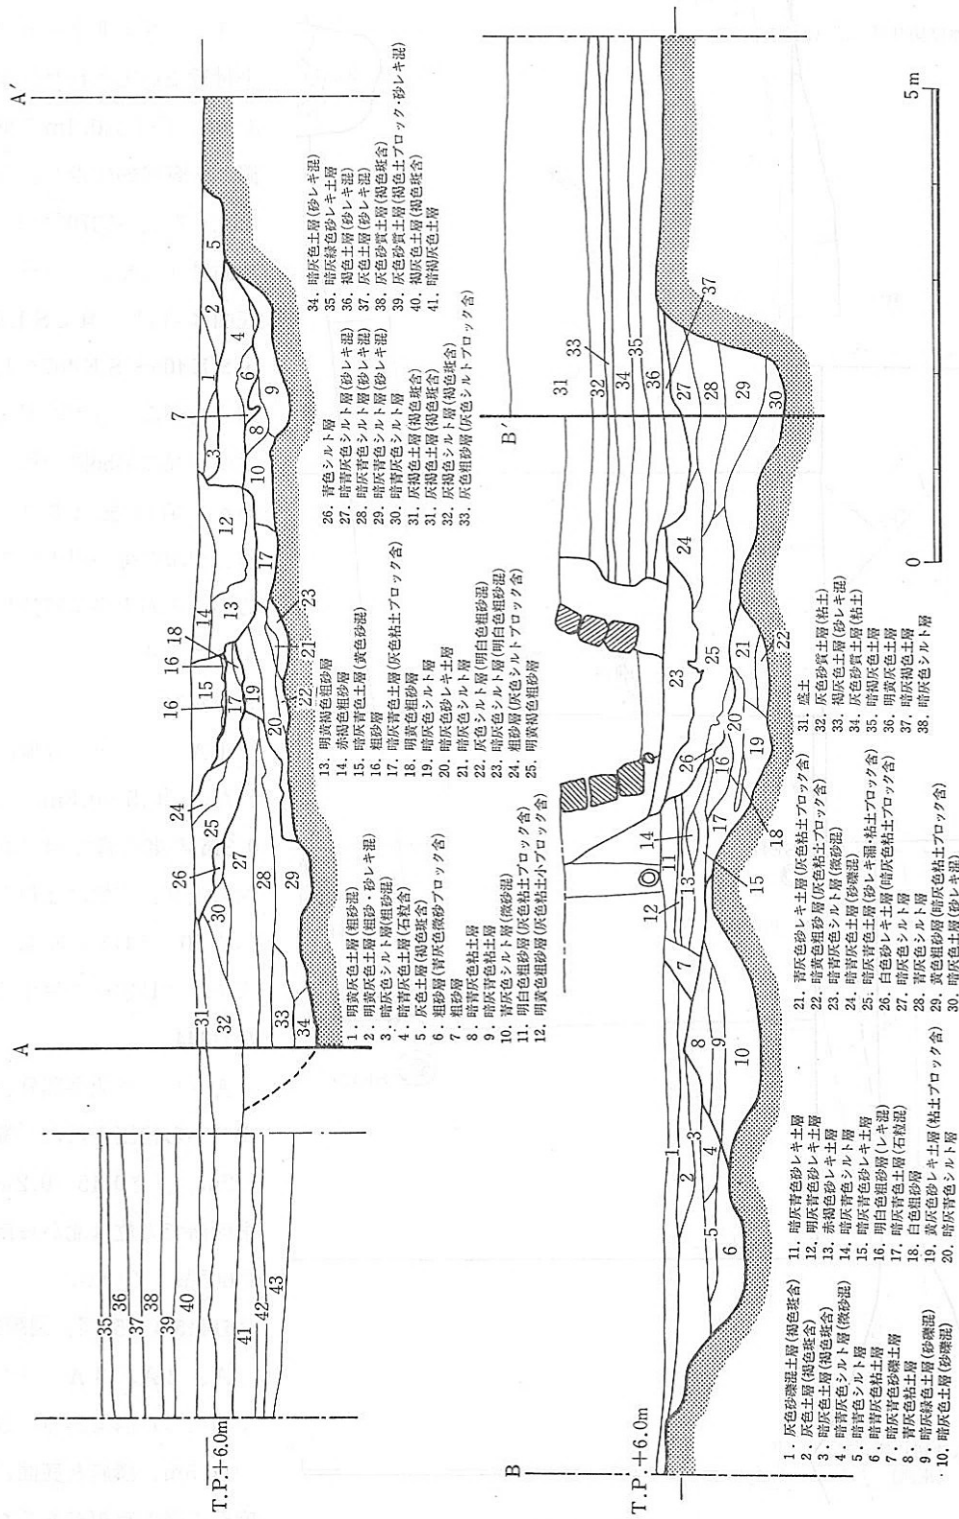 A
A'
T.P.+6.0m
1. 明黄灰色土層(粗砂混)
2. 明黄灰色土層(粗砂・砂レキ混)
3. 暗灰色シルト層(粗砂混)
4. 暗青灰色土層(石粒含)
5. 灰色土層(褐色斑含)
6. 粗砂層(青灰色微砂ブロック含)
7. 粗砂層
8. 暗青灰色粘土層
9. 暗灰青色粘土層
10. 青灰色シルト層(微砂混)
11. 明白色粗砂層(灰色粘土ブロック含)
12. 明黄色粗砂層(灰色粘土小ブロック含)
13. 明黄褐色粗砂層
14. 赤褐色粗砂層
15. 暗灰青色土層(黄色砂混)
16. 粗砂層
17. 暗灰青色土層(灰色粘土ブロック含)
18. 明黄色粗砂層
19. 暗灰色シルト層
20. 暗灰色砂レキ土層
21. 暗灰色シルト層
22. 灰色シルト層(明白色粗砂混)
23. 暗灰色シルト層(明白色粗砂混)
24. 粗砂層(灰色シルトブロック含)
25. 明黄褐色粗砂層
26. 青色シルト層
27. 暗青灰色シルト層(砂レキ混)
28. 暗灰青色シルト層(砂レキ混)
29. 暗灰青色シルト層(砂レキ混)
30. 暗青灰色シルト層
31. 灰褐色土層(褐色斑含)
31. 灰褐色土層(褐色斑含)
32. 灰褐色シルト層(褐色斑含)
33. 灰色粗砂層(灰色シルトブロック含)
34. 暗灰色土層(砂レキ混)
35. 暗灰緑色砂レキ土層
36. 褐色土層(砂レキ混)
37. 灰色土層(砂レキ混)
38. 灰色砂質土層(褐色斑含)
39. 灰色砂質土層(褐色土ブロック・砂レキ混)
40. 褐灰色土層(褐色斑含)
41. 暗褐灰色土層
B
B'
T.P.+6.0m
0
5m
1. 灰色砂礫混土層(褐色斑含)
2. 灰色土層(褐色斑含)
3. 暗灰色土層(褐色斑含)
4. 暗青灰色シルト層(微砂混)
5. 暗青色シルト層
6. 暗青灰色粘土層
7. 暗灰青色砂礫土層
8. 青灰色粘土層
9. 暗灰緑色土層(砂礫混)
10. 暗灰色土層(砂礫混)
11. 暗灰青色砂レキ土層
12. 明灰青色砂レキ土層
13. 赤褐色砂レキ土層
14. 暗灰青色シルト層
15. 暗灰青色砂レキ土層
16. 明白色粗砂層(レキ混)
17. 暗灰青色土層(石粒混)
18. 白色粗砂層
19. 黄灰色砂レキ土層(粘土ブロック含)
20. 暗灰青色シルト層
21. 青灰色砂レキ土層(灰色粘土ブロック含)
22. 暗黄色粗砂層(灰色粘土ブロック含)
23. 暗青灰色シルト層(微砂混)
24. 暗青灰色土層(砂礫混)
25. 暗灰青色土層(砂レキ混・粘土ブロック含)
26. 白色砂レキ土層(暗灰色粘土ブロック含)
27. 暗灰色シルト層
28. 青灰色シルト層
29. 黄色粗砂層(暗灰色粘土ブロック含)
30. 暗灰色土層(砂レキ混)
31. 盛土
32. 灰色砂質土層(粘土)
33. 褐灰色土層(砂レキ混)
34. 灰色砂質土層(粘土)
35. 暗褐灰色土層
36. 明黄灰色土層
37. 暗灰褐色土層
38. 暗灰色シルト層